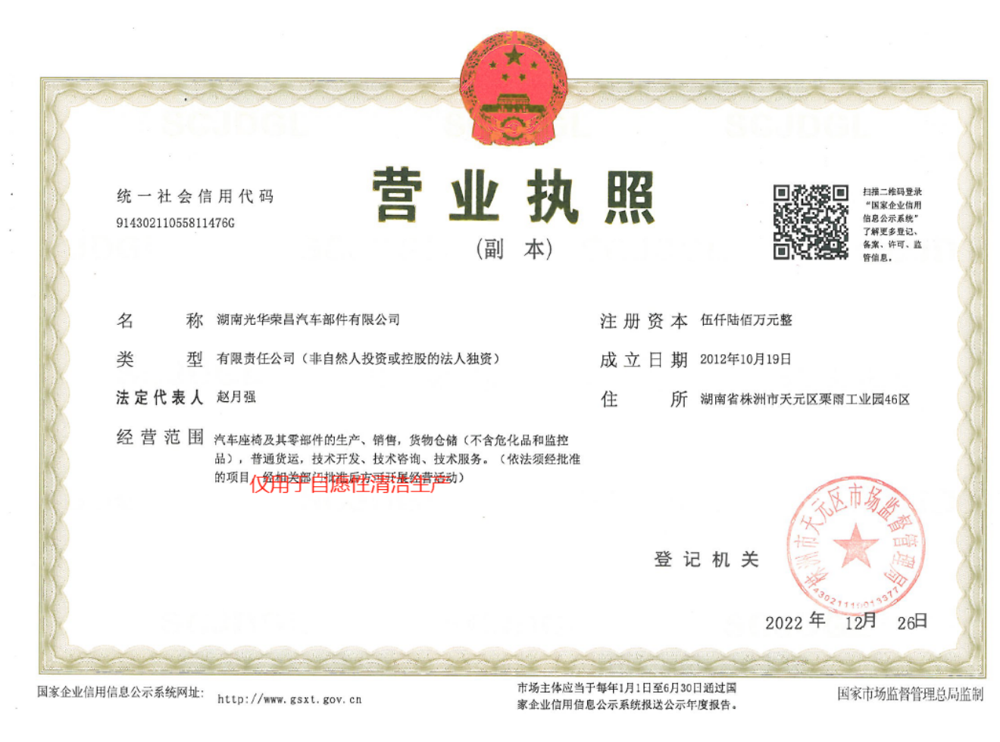 营业执照
(副 本)
统一社会信用代码
91430211055811476G
扫描二维码登录
“国家企业信用
信息公示系统”
了解更多登记、
备案、许可、监
管信息。
名 称 湖南光华荣昌汽车部件有限公司
类 型 有限责任公司（非自然人投资或控股的法人独资）
法定代表人 赵月强
经营范围 汽车座椅及其零部件的生产、销售，货物仓储（不含危化品和监控
品），普通货运，技术开发、技术咨询、技术服务。（依法须经批准
的项目，经相关部门批准后方可开展经营活动）
仅用于自愿性清洁生产
注册资本 伍仟陆佰万元整
成立日期 2012年10月19日
住 所 湖南省株洲市天元区栗雨工业园46区
登记机关
株洲市天元区市场监督管理局
2022 年 12月 26日
国家企业信用信息公示系统网址:
http://www.gsxt.gov.cn
市场主体应当于每年1月1日至6月30日通过国
家企业信用信息公示系统报送公示年度报告。
国家市场监督管理总局监制